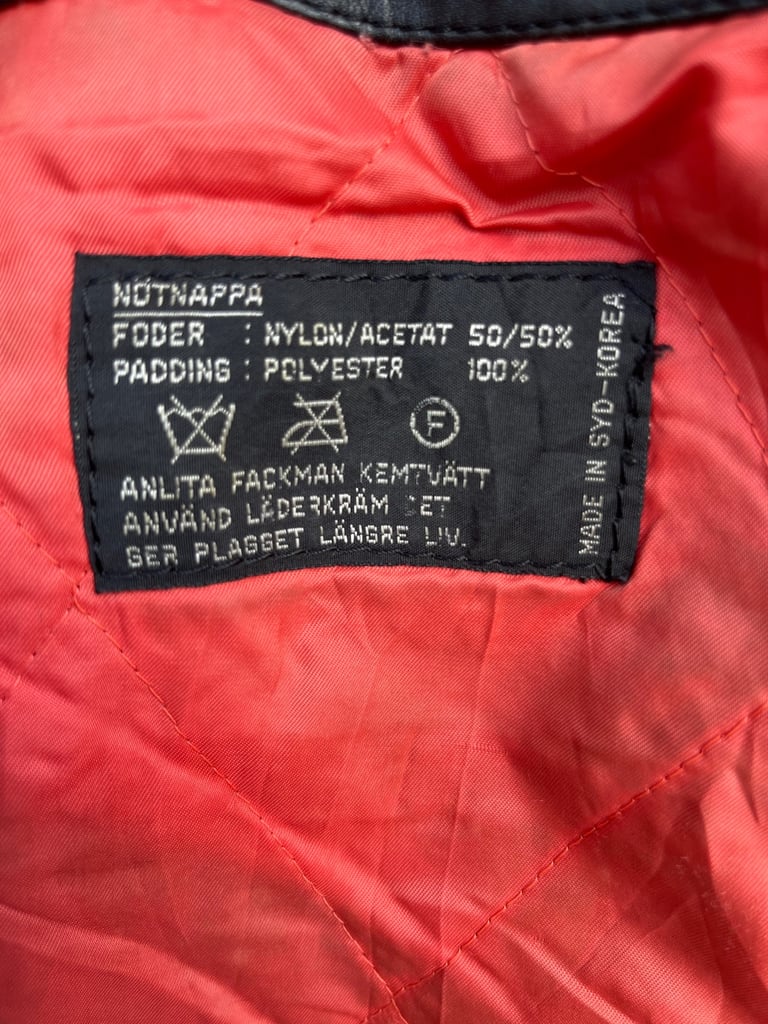 NÖTNAPPA
FODER : NYLON/ACETAT 50/50%
PADDING : POLYESTER 100%
F
ANLITA FACKMAN KEMTVÄTT
ANVÄND LÄDERKRÄM DET
GER PLAGGET LÄNGRE LIV.
MADE IN SYD-KOREA